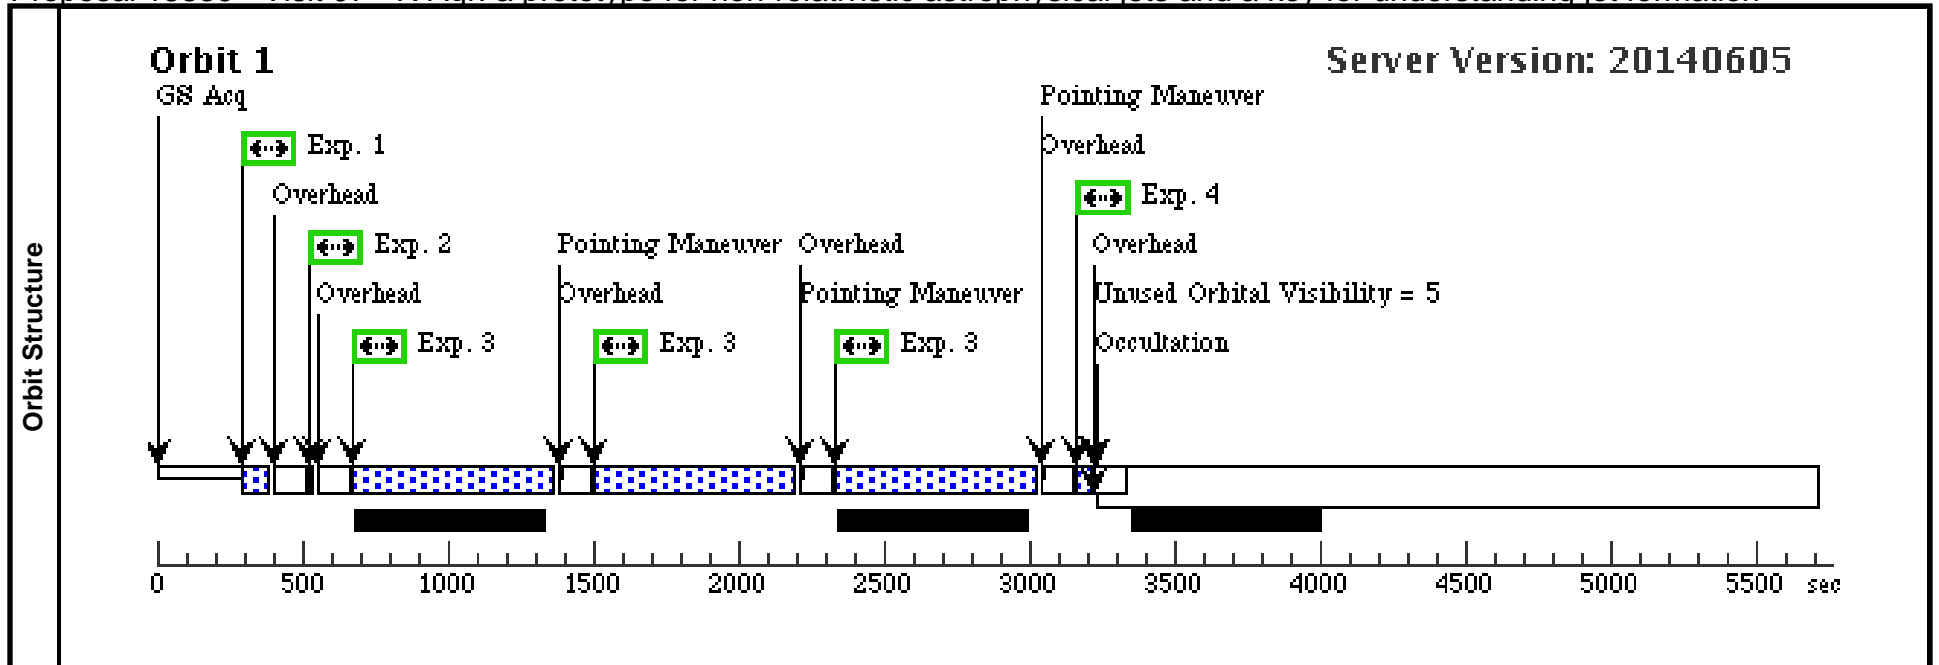 Orbit Structure
Orbit 1 Server Version: 20140605
GS Acq Pointing Maneuver
Exp. 1 Overhead
Overhead Exp. 4
Exp. 2 Pointing Maneuver Overhead Overhead
Overhead Overhead Pointing Maneuver Unused Orbital Visibility = 5
Exp. 3 Exp. 3 Exp. 3 Occultation
0 500 1000 1500 2000 2500 3000 3500 4000 4500 5000 5500 sec